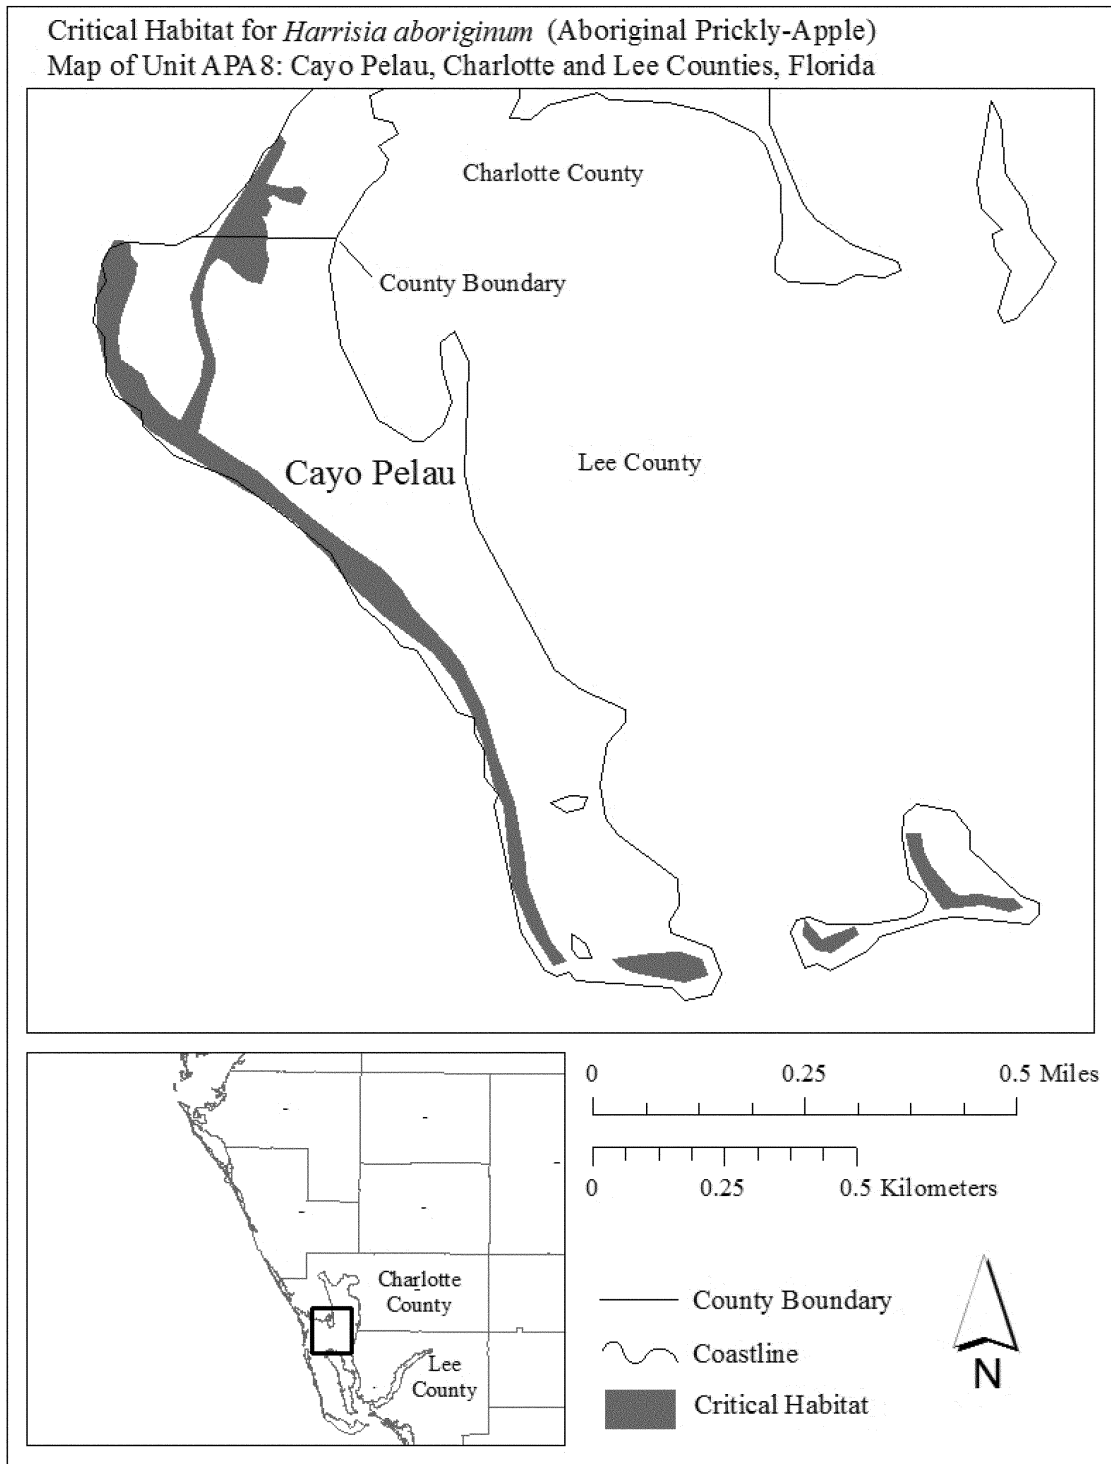 Critical Habitat for Harrisia aboriginum (Aboriginal Prickly-Apple)
Map of Unit APA8: Cayo Pelau, Charlotte and Lee Counties, Florida
Charlotte County
County Boundary
Cayo Pelau
Lee County
Charlotte
County
Lee
County
0 0.25 0.5 Miles
0 0.25 0.5 Kilometers
County Boundary
Coastline
Critical Habitat
N